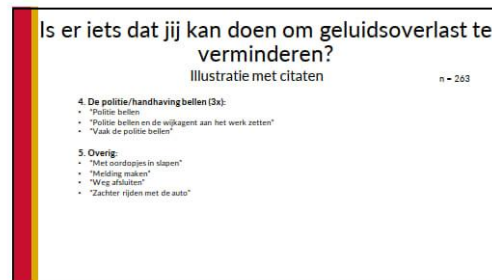 Is er iets dat jij kan doen om geluidsoverlast te
verminderen?
Illustratie met citaten
n = 263
4. De politie/handhaving bellen (3x):
• "Politie bellen
• "Politie bellen en de wijkagent aan het werk zetten"
• "Vaak de politie bellen"
5. Overig:
• "Met oordopjes in slapen"
• "Melding maken"
• "Weg afsluiten"
• "Zachter rijden met de auto"